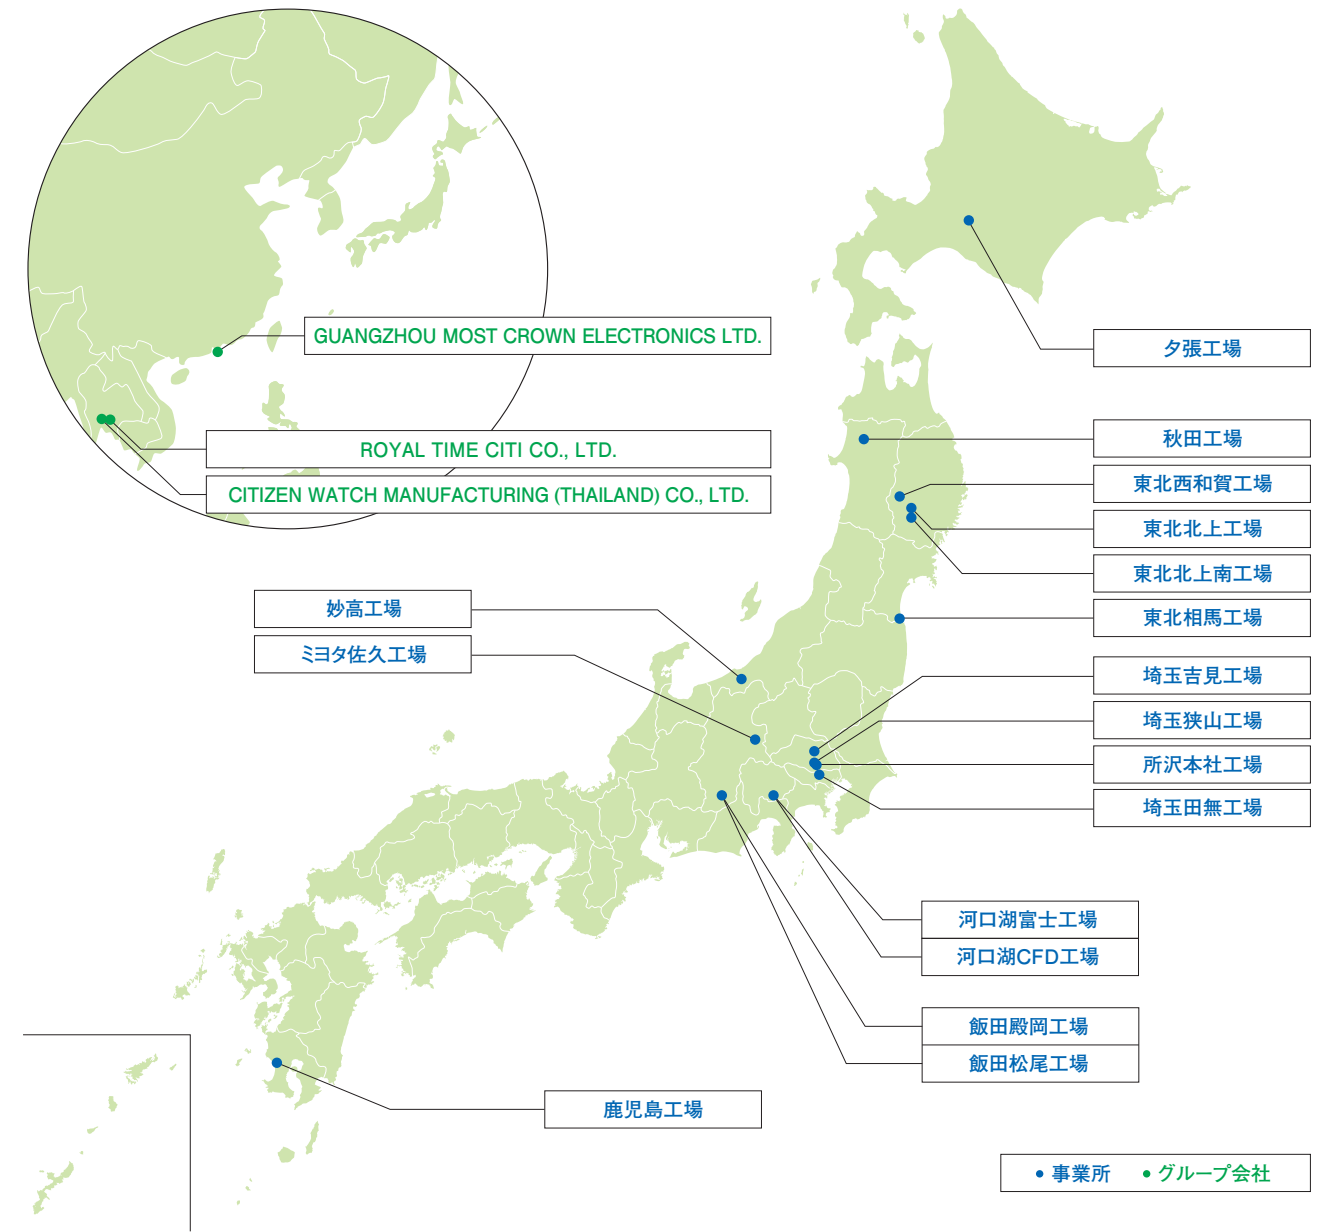 GUANGZHOU MOST CROWN ELECTRONICS LTD.
ROYAL TIME CITI CO., LTD.
CITIZEN WATCH MANUFACTURING (THAILAND) CO., LTD.
夕張工場
秋田工場
東北西和賀工場
東北北上工場
東北北上南工場
東北相馬工場
妙高工場
ミヨタ佐久工場
埼玉吉見工場
埼玉狭山工場
所沢本社工場
埼玉田無工場
河口湖富士工場
河口湖CFD工場
飯田殿岡工場
飯田松尾工場
鹿児島工場
● 事業所 ● グループ会社